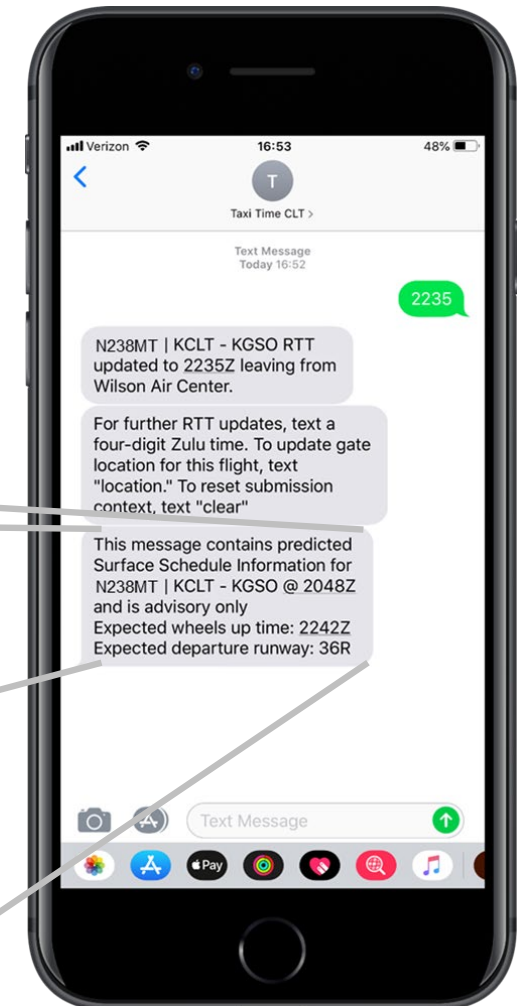 Verizon 16:53 48%
T
Taxi Time CLT >
Text Message
Today 16:52
2235
N238MT | KCLT - KGSO RTT
updated to 2235Z leaving from
Wilson Air Center.
For further RTT updates, text a
four-digit Zulu time. To update gate
location for this flight, text
"location." To reset submission
context, text "clear"
This message contains predicted
Surface Schedule Information for
N238MT | KCLT - KGSO @ 2048Z
and is advisory only
Expected wheels up time: 2242Z
Expected departure runway: 36R
Text Message
Pay